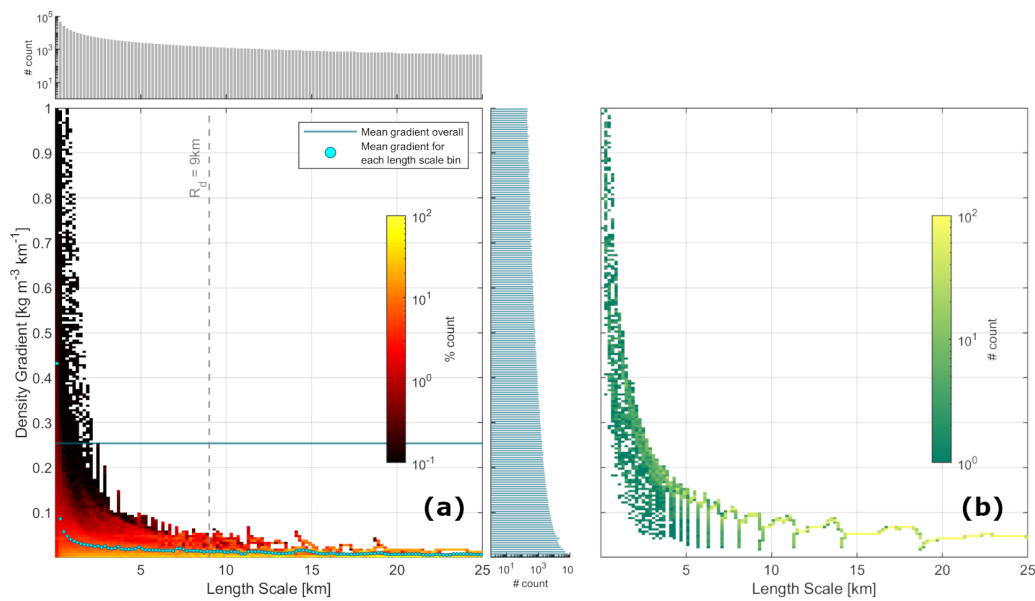 10^5
10^3
10^1
# count
1
0.9
0.8
0.7
0.6
0.5
0.4
0.3
0.2
0.1
Density Gradient [kg m^-3 km^-1]
R_d = 9km
Mean gradient overall
Mean gradient for
each length scale bin
10^2
10^1
10^0
10^-1
% count
(a)
5
10
15
20
25
Length Scale [km]
10^1
10^3
10
# count
10^2
10^1
10^0
# count
(b)
5
10
15
20
25
Length Scale [km]